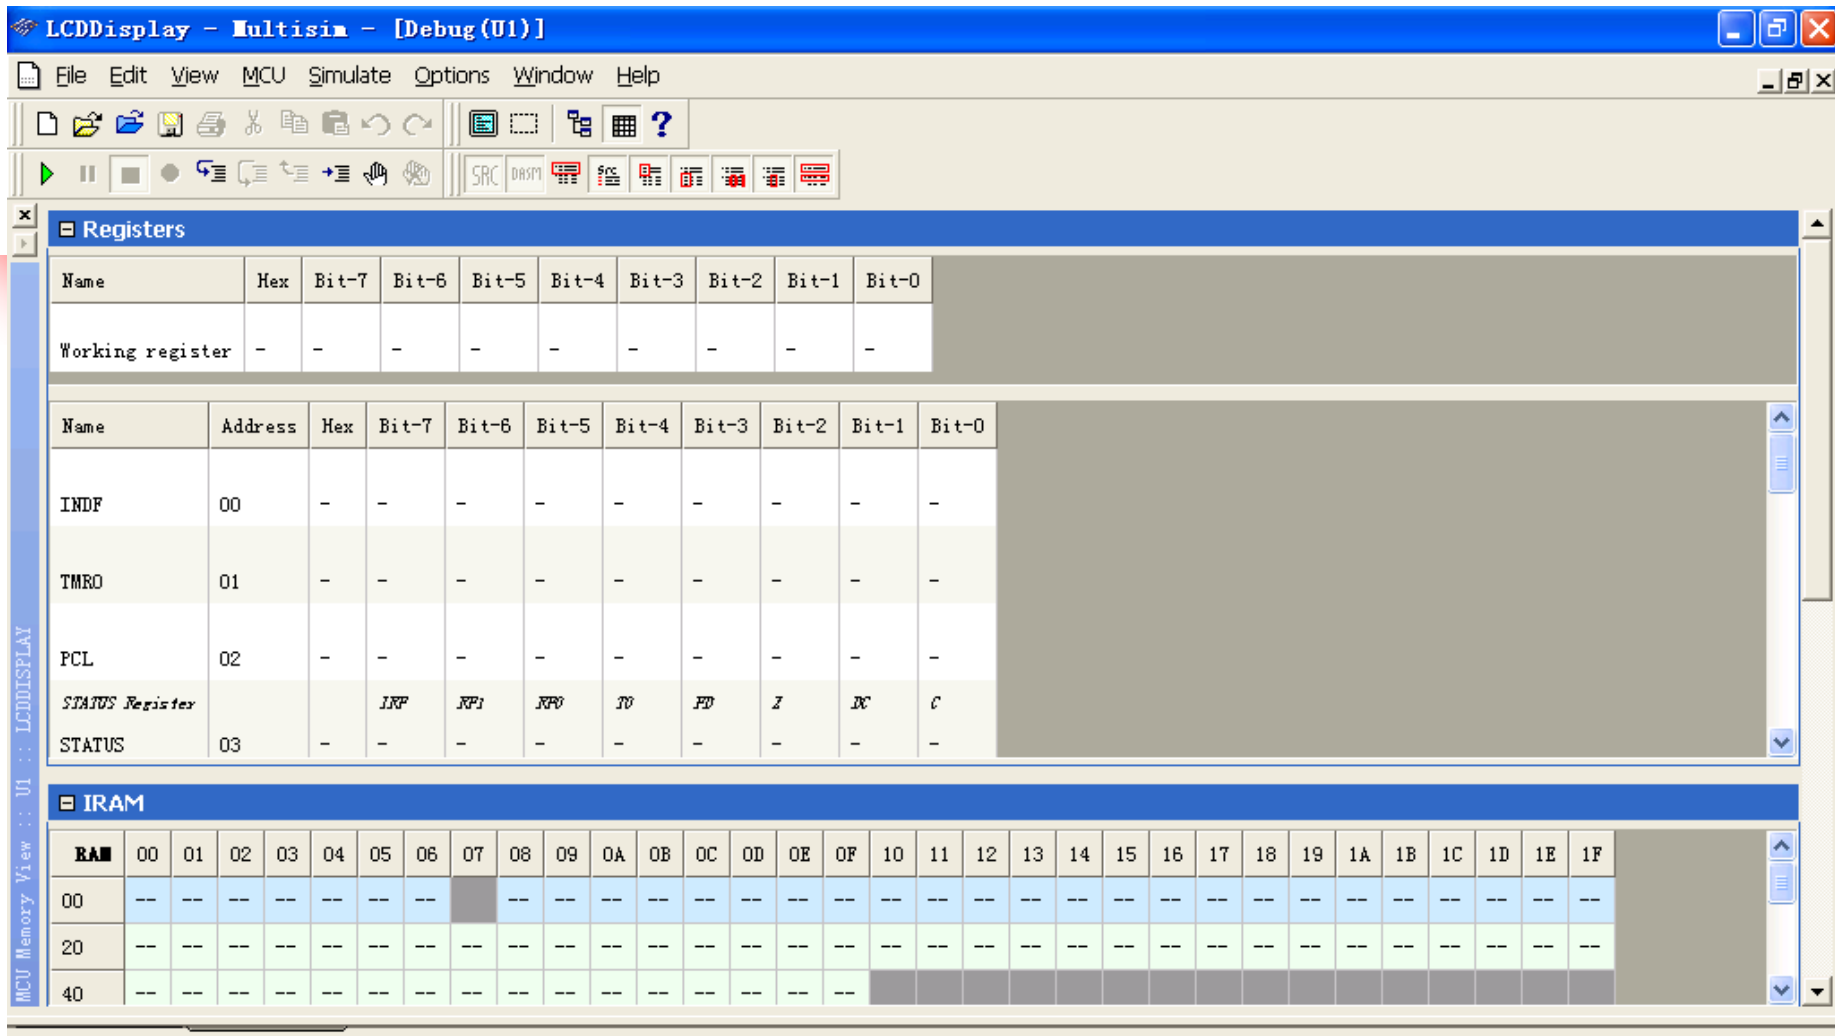 LCDDisplay - Multisim - [Debug(U1)]
File Edit View MCU Simulate Options Window Help
SRC DASM
Registers
Name Hex Bit-7 Bit-6 Bit-5 Bit-4 Bit-3 Bit-2 Bit-1 Bit-0
Working register - - - - - - - - -
Name Address Hex Bit-7 Bit-6 Bit-5 Bit-4 Bit-3 Bit-2 Bit-1 Bit-0
INDF 00 - - - - - - - - -
TMR0 01 - - - - - - - - -
PCL 02 - - - - - - - - -
STATUS Register IRP RP1 RP0 TO PD Z DC C
STATUS 03 - - - - - - - - -
IRAM
RAM 00 01 02 03 04 05 06 07 08 09 0A 0B 0C 0D 0E 0F 10 11 12 13 14 15 16 17 18 19 1A 1B 1C 1D 1E 1F
00 -- -- -- -- -- -- -- -- -- -- -- -- -- -- -- -- -- -- -- -- -- -- -- -- -- -- -- -- -- -- --
20 -- -- -- -- -- -- -- -- -- -- -- -- -- -- -- -- -- -- -- -- -- -- -- -- -- -- -- -- -- -- -- --
40 -- -- -- -- -- -- -- -- -- -- -- -- -- -- -- --
MCU Memory View :: U1 :: LCDDISPLAY